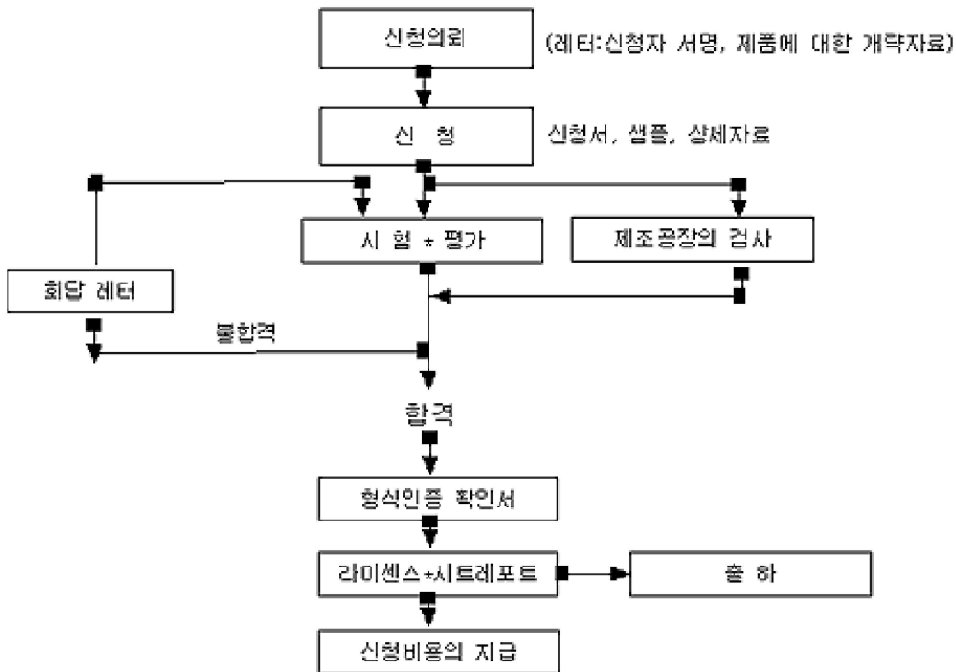 신청의뢰
(레터:신청자 서명, 제품에 대한 개략자료)
신 청
신청서, 샘플, 상세자료
시 험 + 평가
제조공장의 검사
회답 레터
불합격
합격
형식인증 확인서
라이센스+시트레포트
출 하
신청비용의 지급